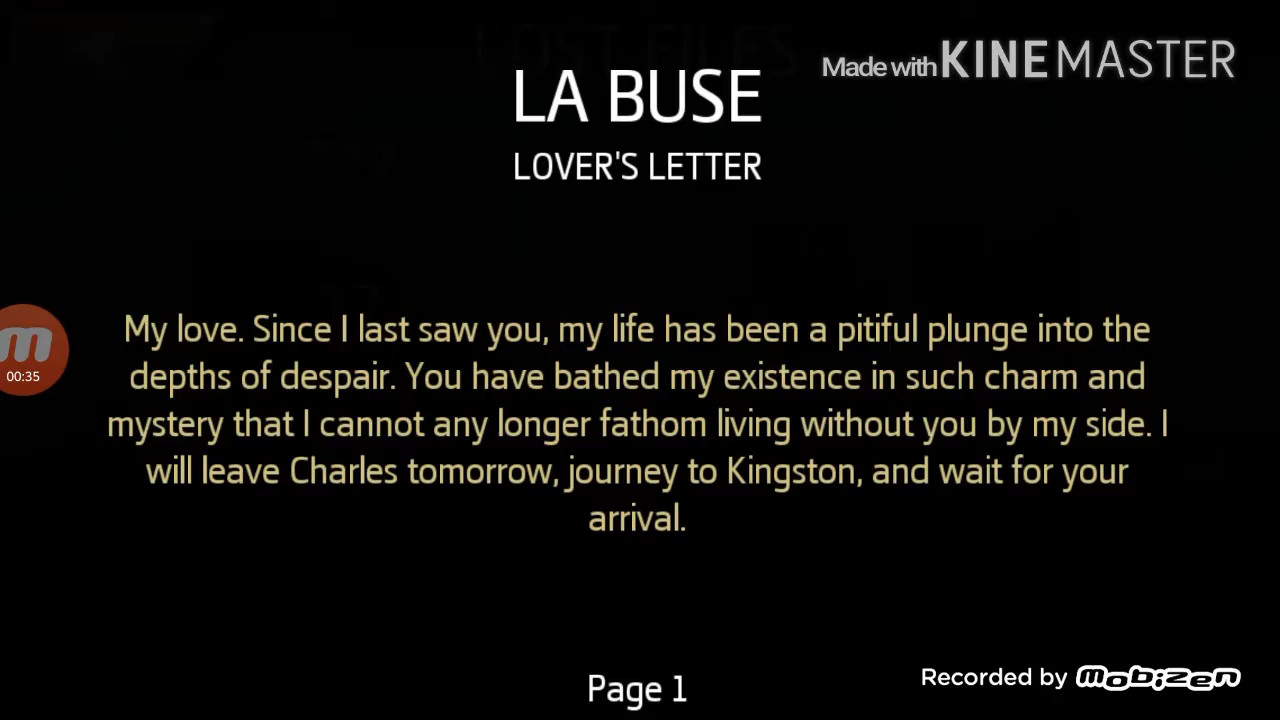 LOST FILES
Made with KINEMASTER
LA BUSE
LOVER'S LETTER
???
17
My love. Since I last saw you, my life has been a pitiful plunge into the
depths of despair. You have bathed my existence in such charm and
mystery that I cannot any longer fathom living without you by my side. I
will leave Charles tomorrow, journey to Kingston, and wait for your
arrival.
m
00:35
Page 1
Recorded by mobizen